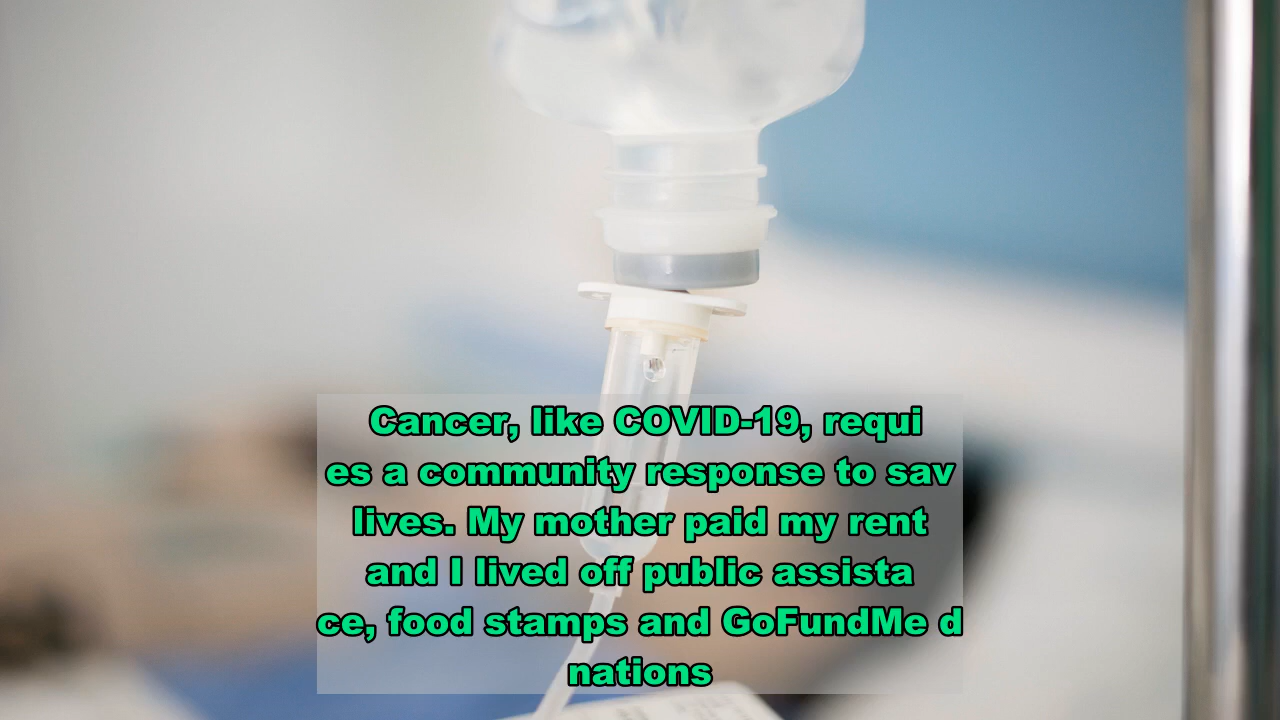 Cancer, like COVID-19, requi
es a community response to sav
lives. My mother paid my rent
and I lived off public assista
ce, food stamps and GoFundMe d
nations